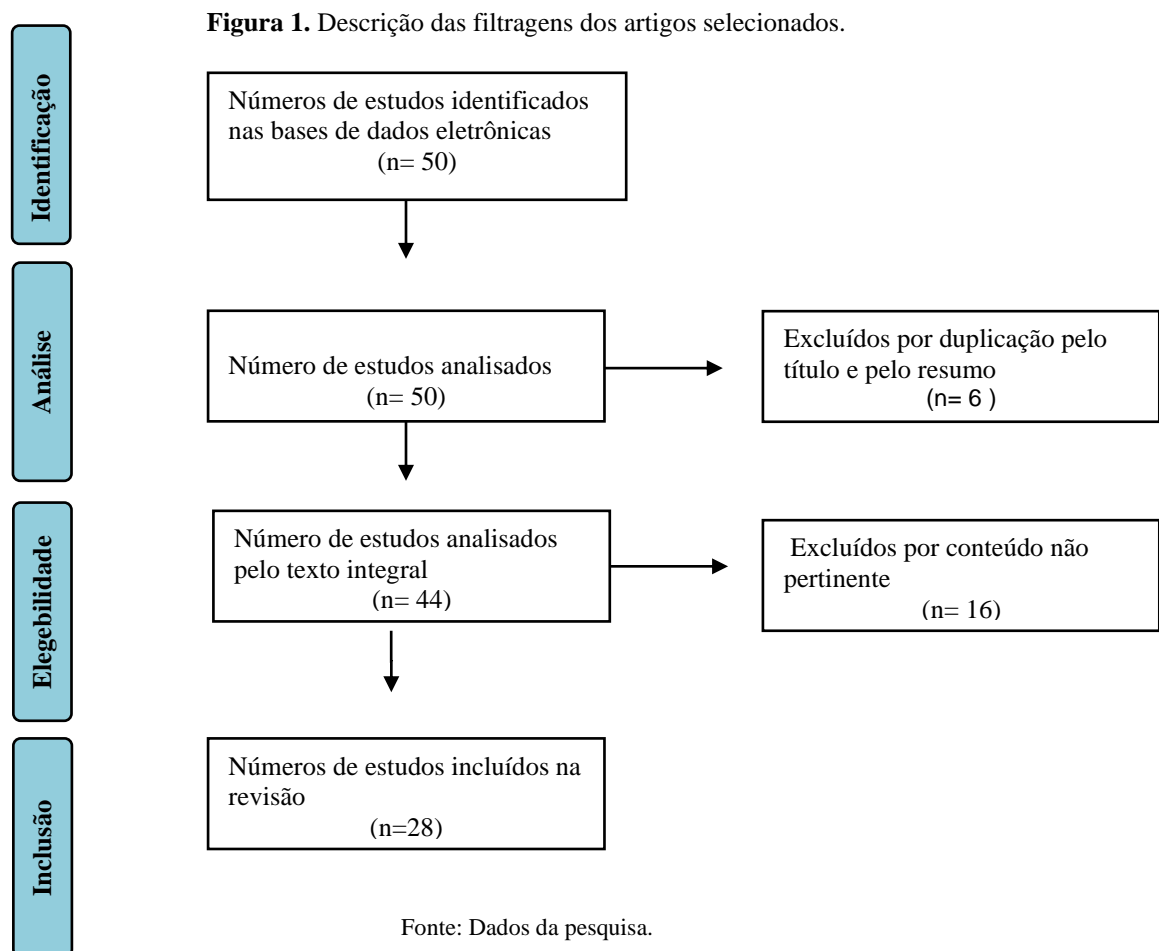 Figura 1. Descrição das filtragens dos artigos selecionados.
Identificação
Números de estudos identificados
nas bases de dados eletrônicas
(n= 50)
Análise
Número de estudos analisados
(n= 50)
Excluídos por duplicação pelo
título e pelo resumo
(n= 6 )
Elegebilidade
Número de estudos analisados
pelo texto integral
(n= 44)
Excluídos por conteúdo não
pertinente
(n= 16)
Inclusão
Números de estudos incluídos na
revisão
(n=28)
Fonte: Dados da pesquisa.